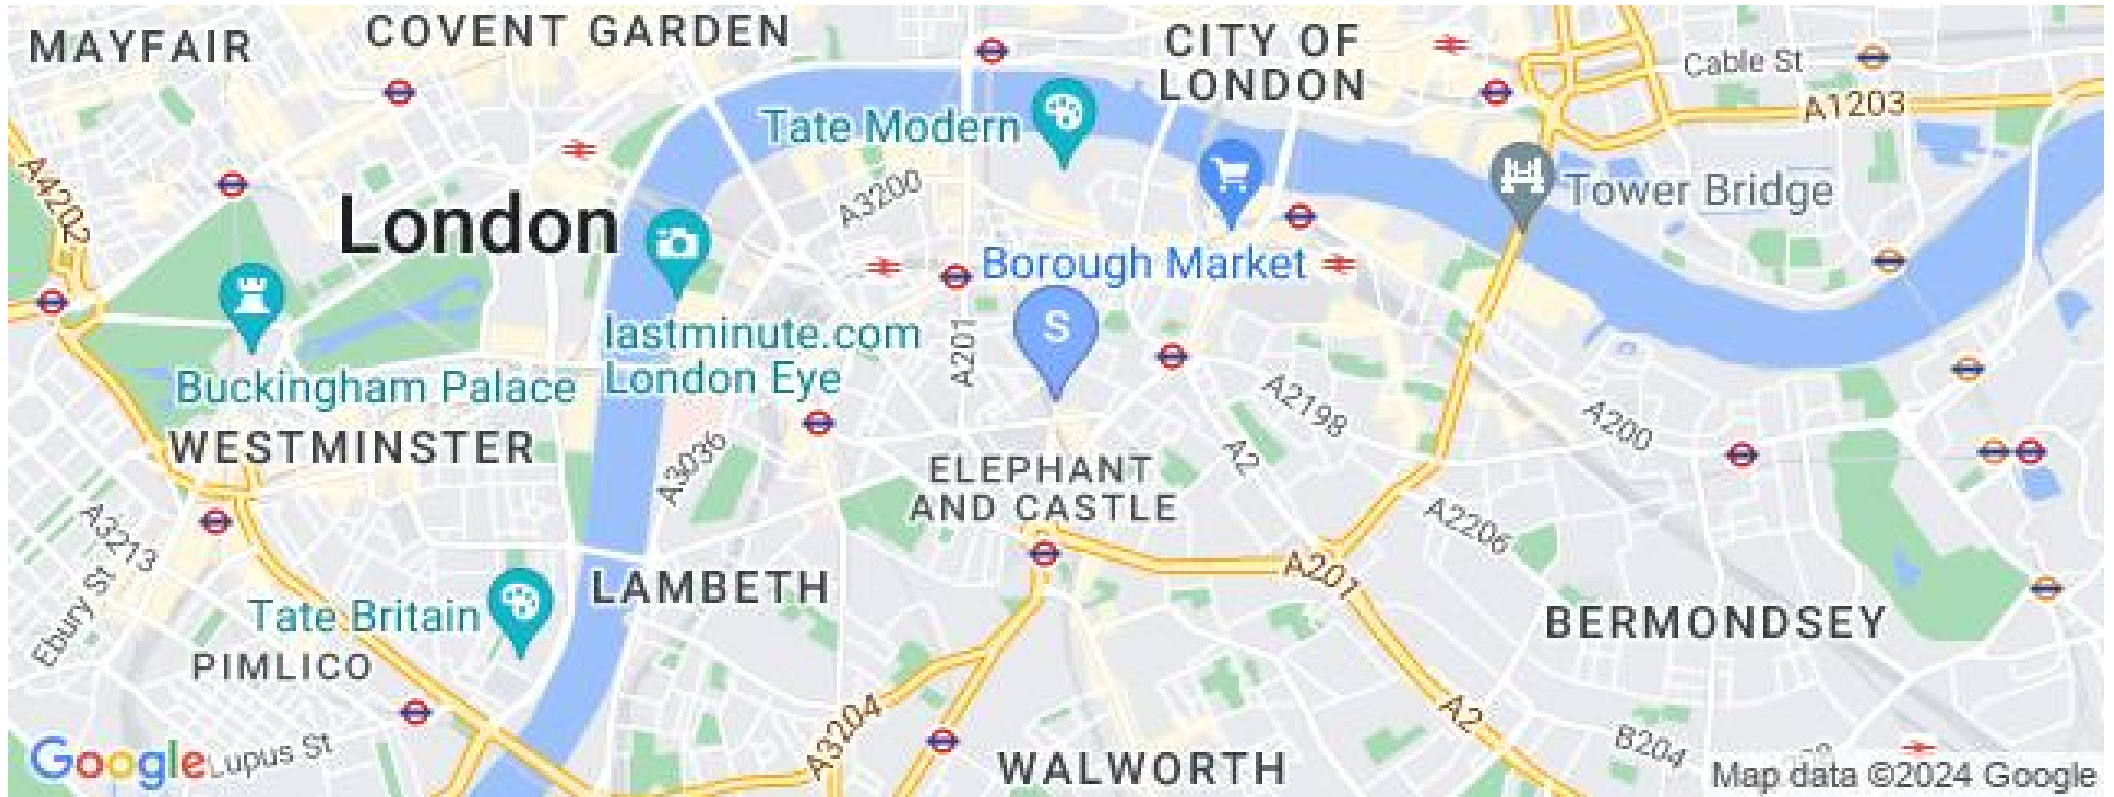 MAYFAIR
COVENT GARDEN
CITY OF
LONDON
Cable St
A1203
Tate Modern
A4202
A3200
Tower Bridge
London
Borough Market
S
lastminute.com
London Eye
A201
Buckingham Palace
WESTMINSTER
A3036
A2198
A200
A2
ELEPHANT
AND CASTLE
A3213
A2206
Ebury St
LAMBETH
A201
Tate Britain
BERMONDSEY
PIMLICO
A3204
A2
B204
Google
Lupus St
WALWORTH
Map data ©2024 Google